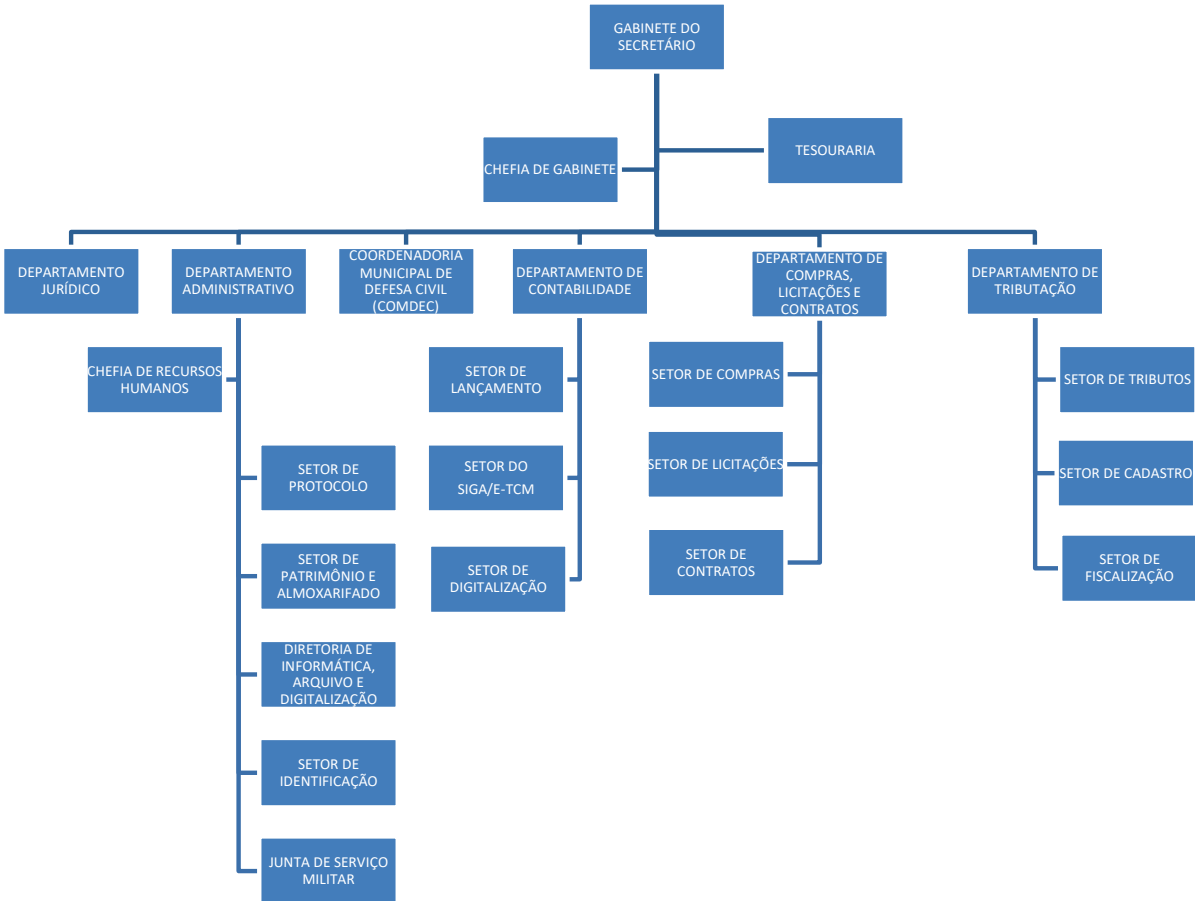 GABINETE DO
SECRETÁRIO
TESOURARIA
CHEFIA DE GABINETE
DEPARTAMENTO
JURÍDICO
DEPARTAMENTO
ADMINISTRATIVO
COORDENADORIA
MUNICIPAL DE
DEFESA CIVIL
(COMDEC)
DEPARTAMENTO DE
CONTABILIDADE
DEPARTAMENTO DE
COMPRAS,
LICITAÇÕES E
CONTRATOS
DEPARTAMENTO DE
TRIBUTAÇÃO
CHEFIA DE RECURSOS
HUMANOS
SETOR DE
PROTOCOLO
SETOR DE
PATRIMÔNIO E
ALMOXARIFADO
DIRETORIA DE
INFORMÁTICA,
ARQUIVO E
DIGITALIZAÇÃO
SETOR DE
IDENTIFICAÇÃO
JUNTA DE SERVIÇO
MILITAR
SETOR DE
LANÇAMENTO
SETOR DO
SIGA/E-TCM
SETOR DE
DIGITALIZAÇÃO
SETOR DE COMPRAS
SETOR DE LICITAÇÕES
SETOR DE
CONTRATOS
SETOR DE TRIBUTOS
SETOR DE CADASTRO
SETOR DE
FISCALIZAÇÃO